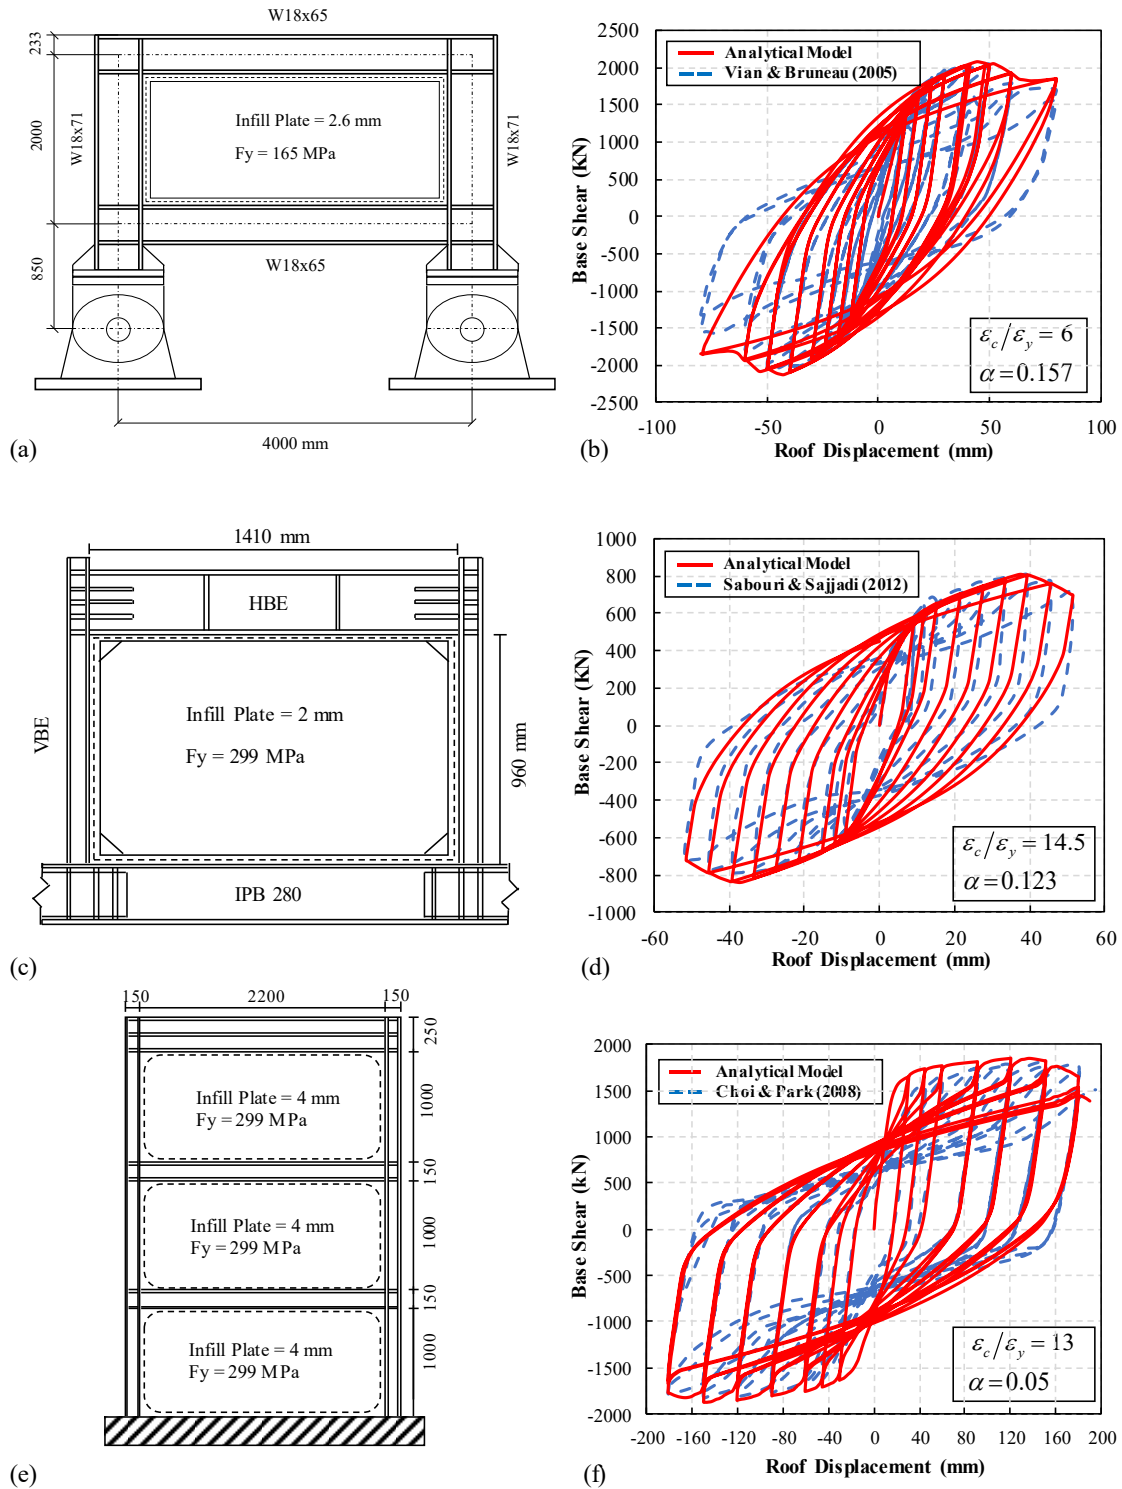 W18x65
233
2000
850
W18x71
Infill Plate = 2.6 mm
Fy = 165 MPa
W18x71
W18x65
4000 mm
(a)
Analytical Model
Vian & Bruneau (2005)
2500
2000
1500
1000
500
0
-500
-1000
-1500
-2000
-2500
Base Shear (KN)
εc/εy = 6
α=0.157
-100 -50 0 50 100
Roof Displacement (mm)
(b)
1410 mm
HBE
VBE
Infill Plate = 2 mm
Fy = 299 MPa
960 mm
IPB 280
(c)
Analytical Model
Sabouri & Sajjadi (2012)
1000
800
600
400
200
0
-200
-400
-600
-800
-1000
Base Shear (KN)
εc/εy = 14.5
α=0.123
-60 -40 -20 0 20 40 60
Roof Displacement (mm)
(d)
150 2200 150
250
Infill Plate = 4 mm
Fy = 299 MPa
1000
150
Infill Plate = 4 mm
Fy = 299 MPa
1000
150
Infill Plate = 4 mm
Fy = 299 MPa
1000
(e)
Analytical Model
Choi & Park (2008)
2000
1500
1000
500
0
-500
-1000
-1500
-2000
Base Shear (kN)
εc/εy = 13
α=0.05
-200 -160 -120 -80 -40 0 40 80 120 160 200
Roof Displacement (mm)
(f)